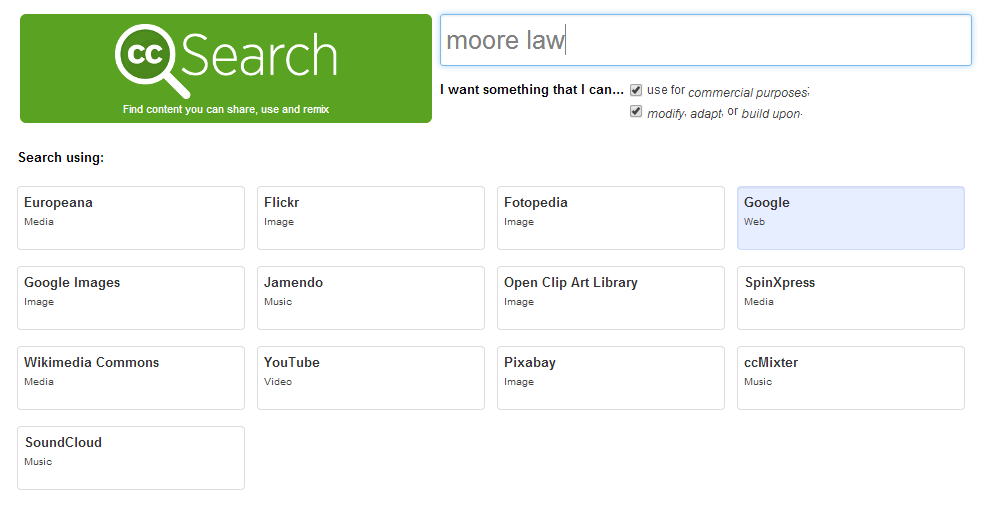 cc Search
Find content you can share, use and remix
moore law
I want something that I can... use for commercial purposes;
modify, adapt, or build upon.
Search using:
Europeana
Media
Flickr
Image
Fotopedia
Image
Google
Web
Google Images
Image
Jamendo
Music
Open Clip Art Library
Image
SpinXpress
Media
Wikimedia Commons
Media
YouTube
Video
Pixabay
Image
ccMixter
Music
SoundCloud
Music